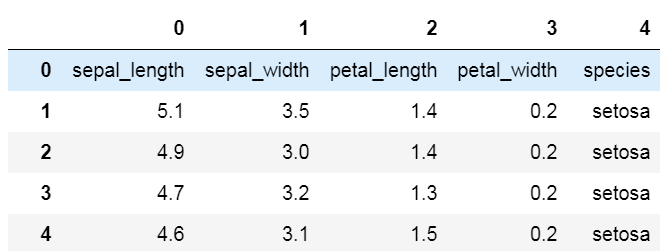 0 1 2 3 4
0 sepal_length sepal_width petal_length petal_width species
1 5.1 3.5 1.4 0.2 setosa
2 4.9 3.0 1.4 0.2 setosa
3 4.7 3.2 1.3 0.2 setosa
4 4.6 3.1 1.5 0.2 setosa